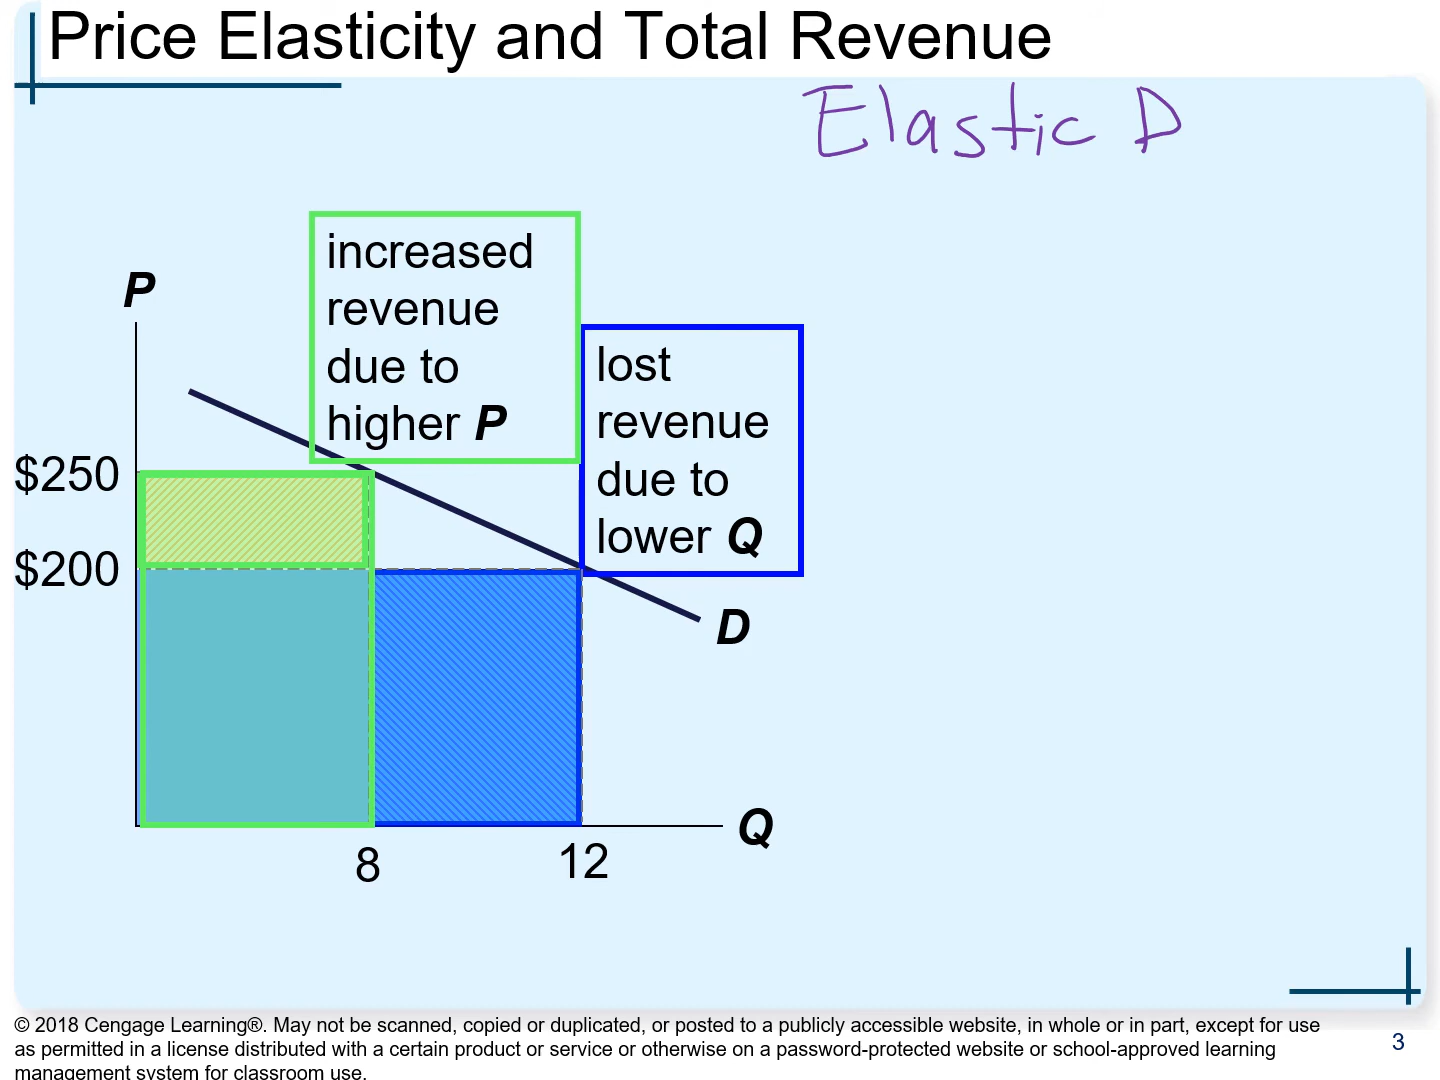 Price Elasticity and Total Revenue
Elastic D
increased
revenue
due to
higher P
P
lost
revenue
due to
lower Q
$250
$200
D
Q
8
12
© 2018 Cengage Learning®. May not be scanned, copied or duplicated, or posted to a publicly accessible website, in whole or in part, except for use
as permitted in a license distributed with a certain product or service or otherwise on a password-protected website or school-approved learning
management system for classroom use.
3